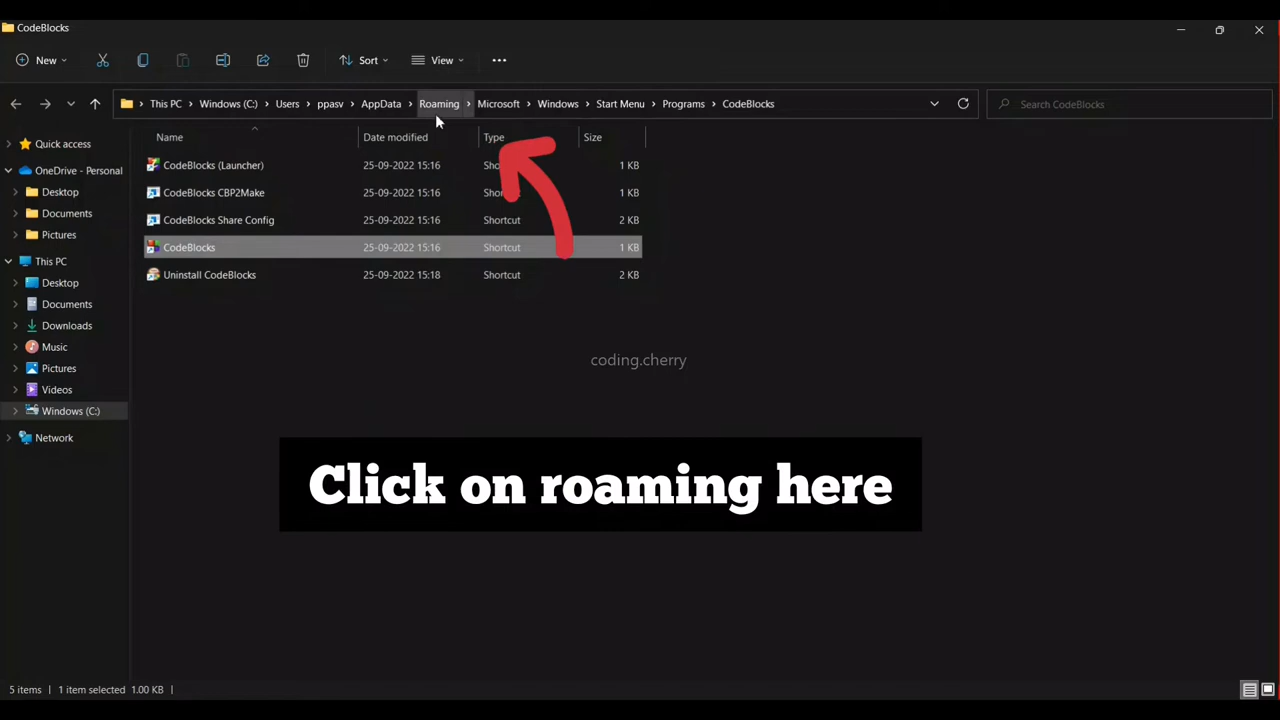 CodeBlocks
New
Sort
View
This PC > Windows (C:) > Users > ppasv > AppData > Roaming > Microsoft > Windows > Start Menu > Programs > CodeBlocks
Search CodeBlocks
Name Date modified Type Size
CodeBlocks (Launcher) 25-09-2022 15:16 1 KB
CodeBlocks CBP2Make 25-09-2022 15:16 1 KB
CodeBlocks Share Config 25-09-2022 15:16 Shortcut 2 KB
CodeBlocks 25-09-2022 15:16 Shortcut 1 KB
Uninstall CodeBlocks 25-09-2022 15:18 Shortcut 2 KB
Quick access
OneDrive - Personal
Desktop
Documents
Pictures
This PC
Desktop
Documents
Downloads
Music
Pictures
Videos
Windows (C:)
Network
coding.cherry
Click on roaming here
5 items 1 item selected 1.00 KB